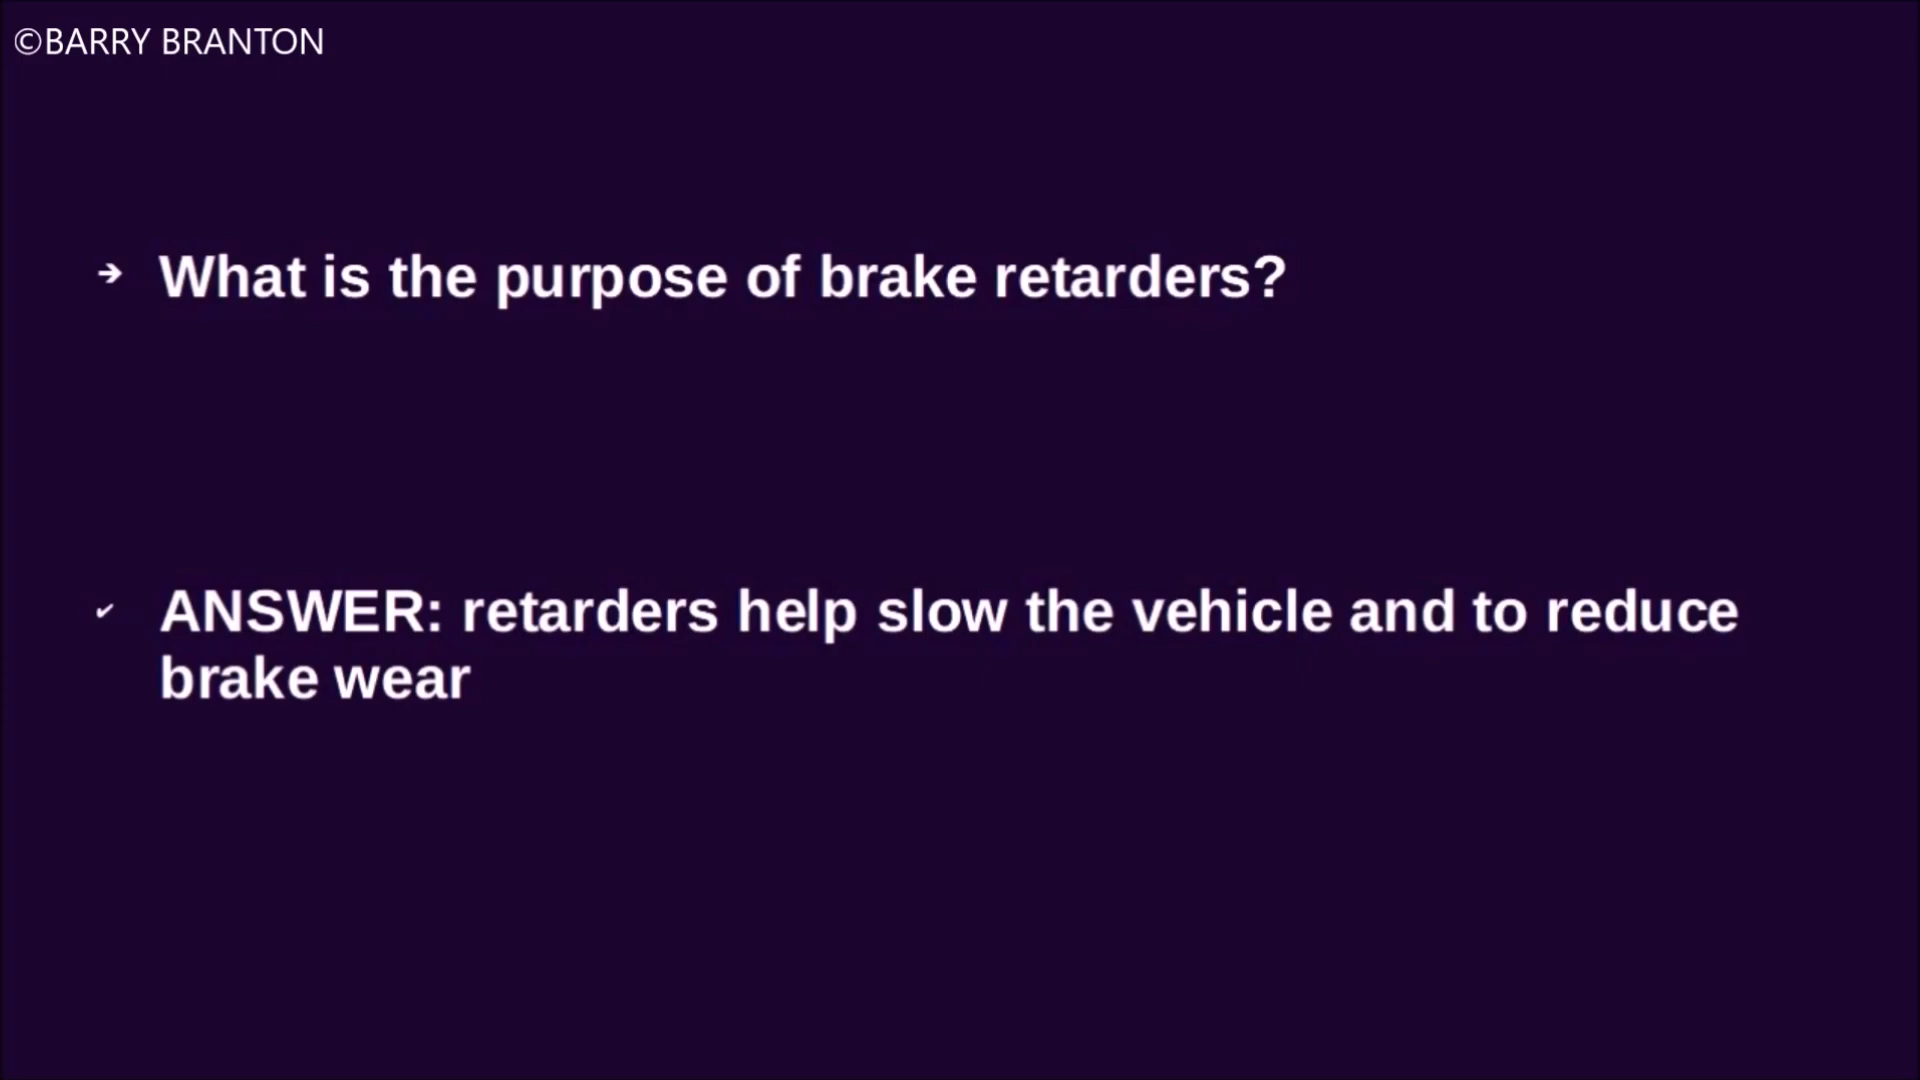 ©BARRY BRANTON
➔ What is the purpose of brake retarders?
✔ ANSWER: retarders help slow the vehicle and to reduce
brake wear